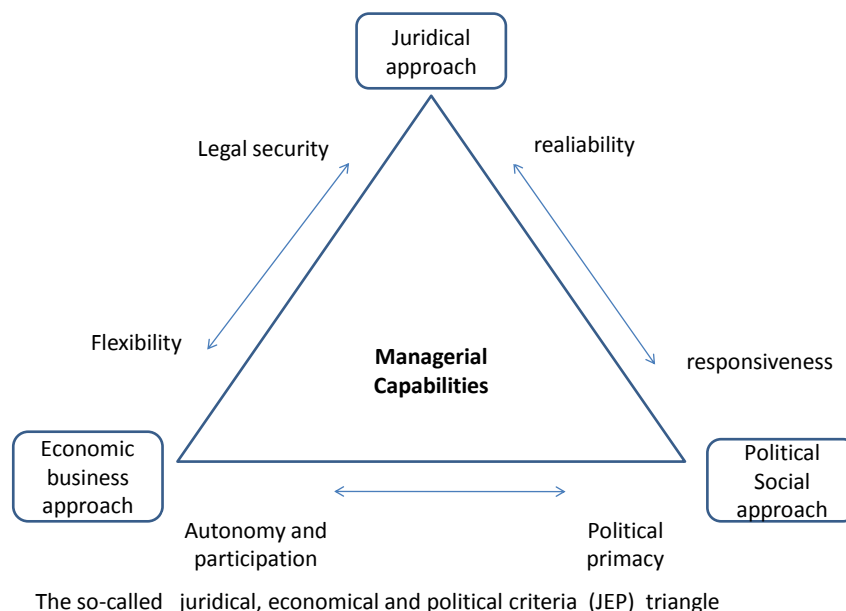 Juridical
approach
Legal security
realiability
Flexibility
Managerial
Capabilities
responsiveness
Economic
business
approach
Political
Social
approach
Autonomy and
participation
Political
primacy
The so-called juridical, economical and political criteria (JEP) triangle